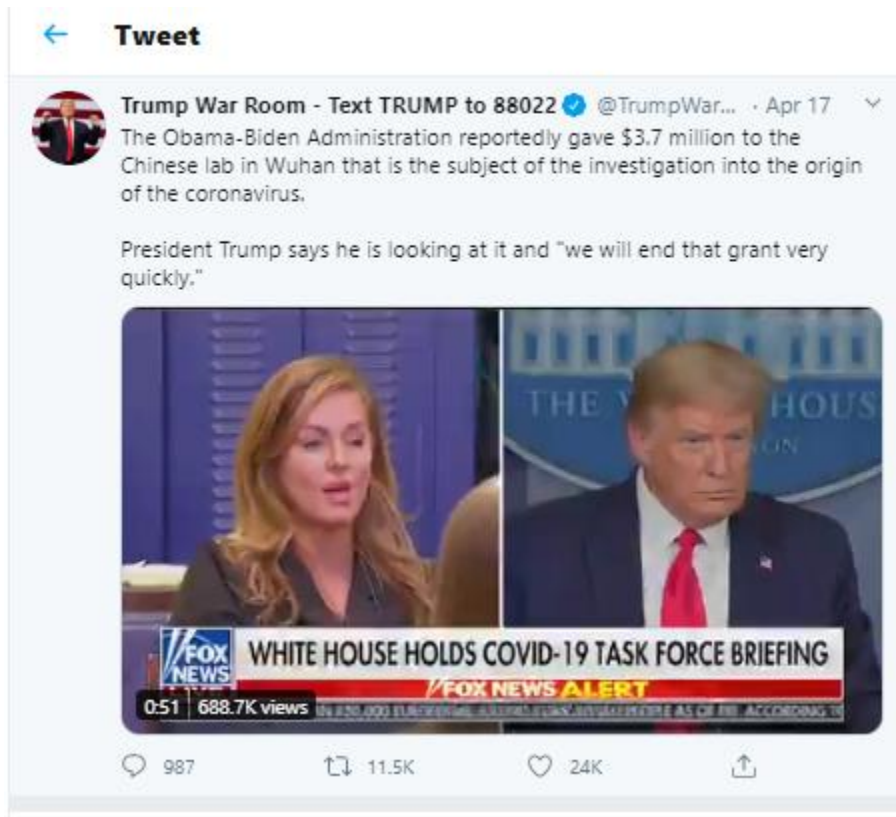 Tweet
Trump War Room - Text TRUMP to 88022 @TrumpWar... · Apr 17
The Obama-Biden Administration reportedly gave $3.7 million to the
Chinese lab in Wuhan that is the subject of the investigation into the origin
of the coronavirus.
President Trump says he is looking at it and "we will end that grant very
quickly."
THE HOUS
ON
FOX
NEWS
WHITE HOUSE HOLDS COVID-19 TASK FORCE BRIEFING
FOX NEWS ALERT
0:51 688.7K views
ACCORDING TO
987 11.5K 24K